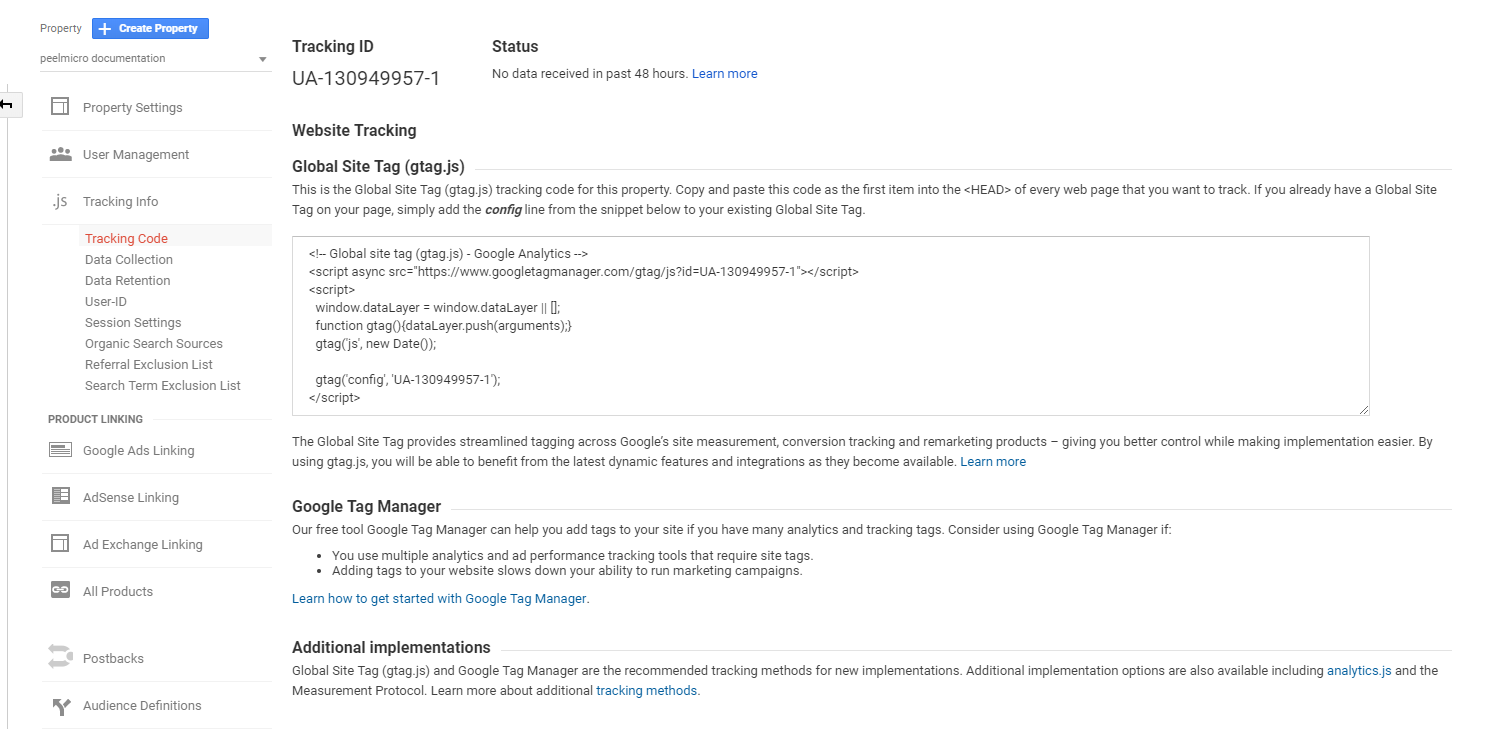 Property
Create Property
peelmicro documentation
Property Settings
User Management
.js Tracking Info
Tracking Code
Data Collection
Data Retention
User-ID
Session Settings
Organic Search Sources
Referral Exclusion List
Search Term Exclusion List
PRODUCT LINKING
Google Ads Linking
AdSense Linking
Ad Exchange Linking
All Products
Postbacks
Audience Definitions
Tracking ID
UA-130949957-1
Status
No data received in past 48 hours. Learn more
Website Tracking
Global Site Tag (gtag.js)
This is the Global Site Tag (gtag.js) tracking code for this property. Copy and paste this code as the first item into the <HEAD> of every web page that you want to track. If you already have a Global Site
Tag on your page, simply add the config line from the snippet below to your existing Global Site Tag.
<!-- Global site tag (gtag.js) - Google Analytics -->
<script async src="https://www.googletagmanager.com/gtag/js?id=UA-130949957-1"></script>
<script>
window.dataLayer = window.dataLayer || [];
function gtag(){dataLayer.push(arguments);}
gtag('js', new Date());
gtag('config', 'UA-130949957-1');
</script>
The Global Site Tag provides streamlined tagging across Google's site measurement, conversion tracking and remarketing products – giving you better control while making implementation easier. By
using gtag.js, you will be able to benefit from the latest dynamic features and integrations as they become available. Learn more
Google Tag Manager
Our free tool Google Tag Manager can help you add tags to your site if you have many analytics and tracking tags. Consider using Google Tag Manager if:
• You use multiple analytics and ad performance tracking tools that require site tags.
• Adding tags to your website slows down your ability to run marketing campaigns.
Learn how to get started with Google Tag Manager.
Additional implementations
Global Site Tag (gtag.js) and Google Tag Manager are the recommended tracking methods for new implementations. Additional implementation options are also available including analytics.js and the
Measurement Protocol. Learn more about additional tracking methods.